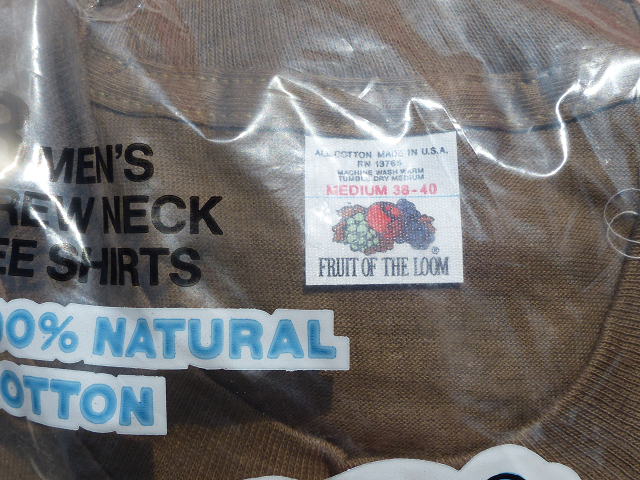 MEN'S
REW NECK
EE SHIRTS
00% NATURAL
OTTON
ALL COTTON MADE IN U.S.A.
RN 13765
MACHINE WASH WARM
TUMBLE DRY MEDIUM
MEDIUM 38-40
®
FRUIT OF THE LOOM